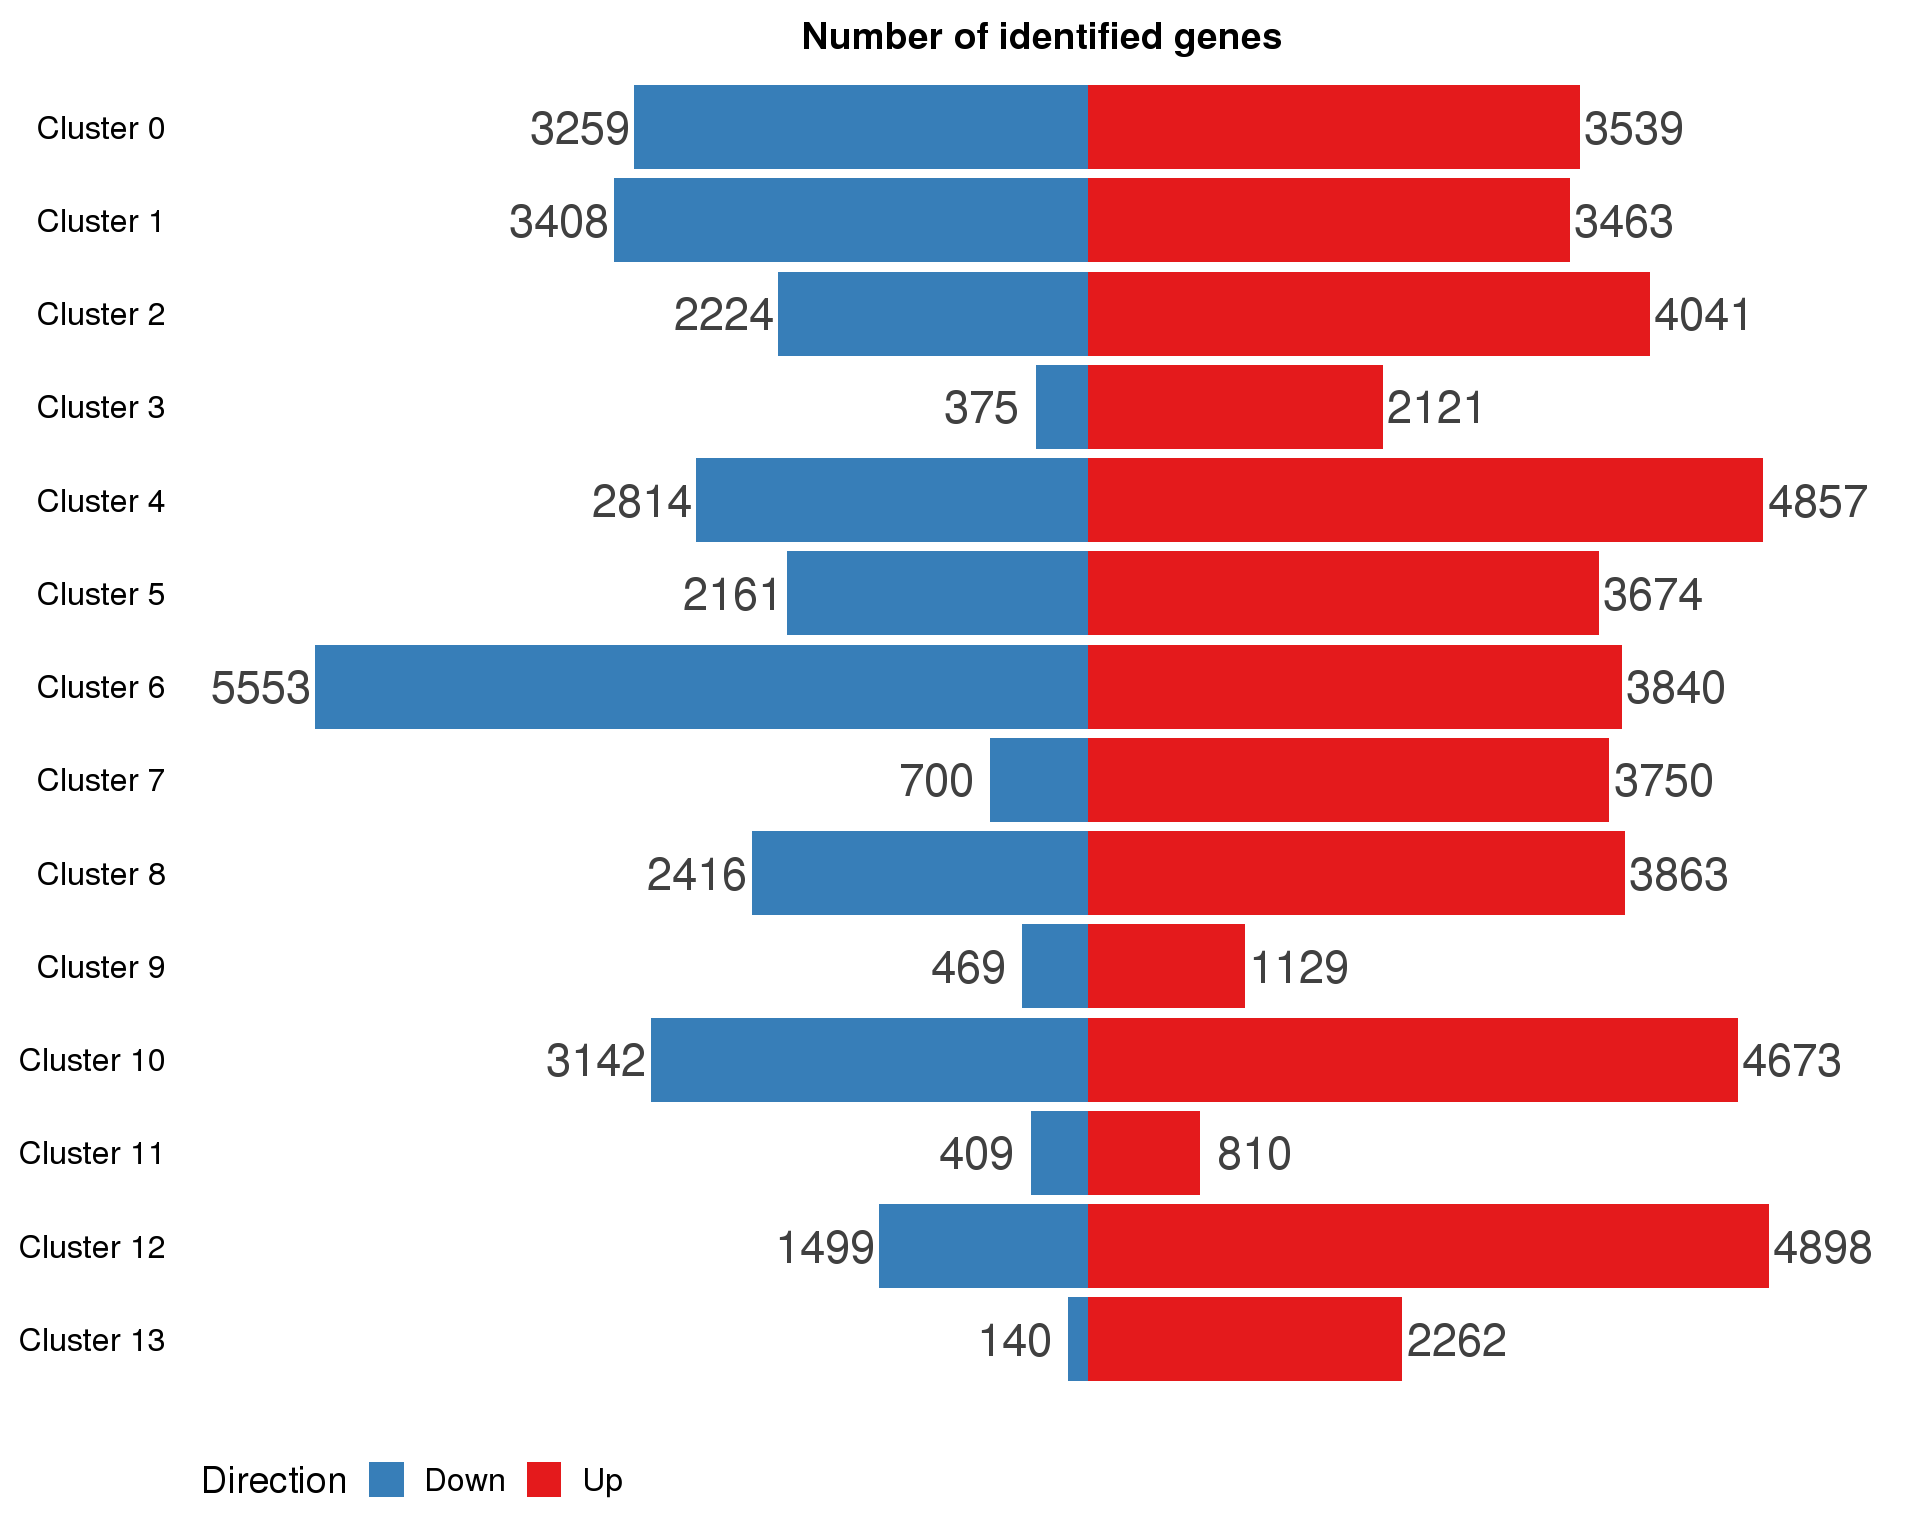 Number of identified genes
Cluster 0 3259 3539
Cluster 1 3408 3463
Cluster 2 2224 4041
Cluster 3 375 2121
Cluster 4 2814 4857
Cluster 5 2161 3674
Cluster 6 5553 3840
Cluster 7 700 3750
Cluster 8 2416 3863
Cluster 9 469 1129
Cluster 10 3142 4673
Cluster 11 409 810
Cluster 12 1499 4898
Cluster 13 140 2262
Direction Down Up